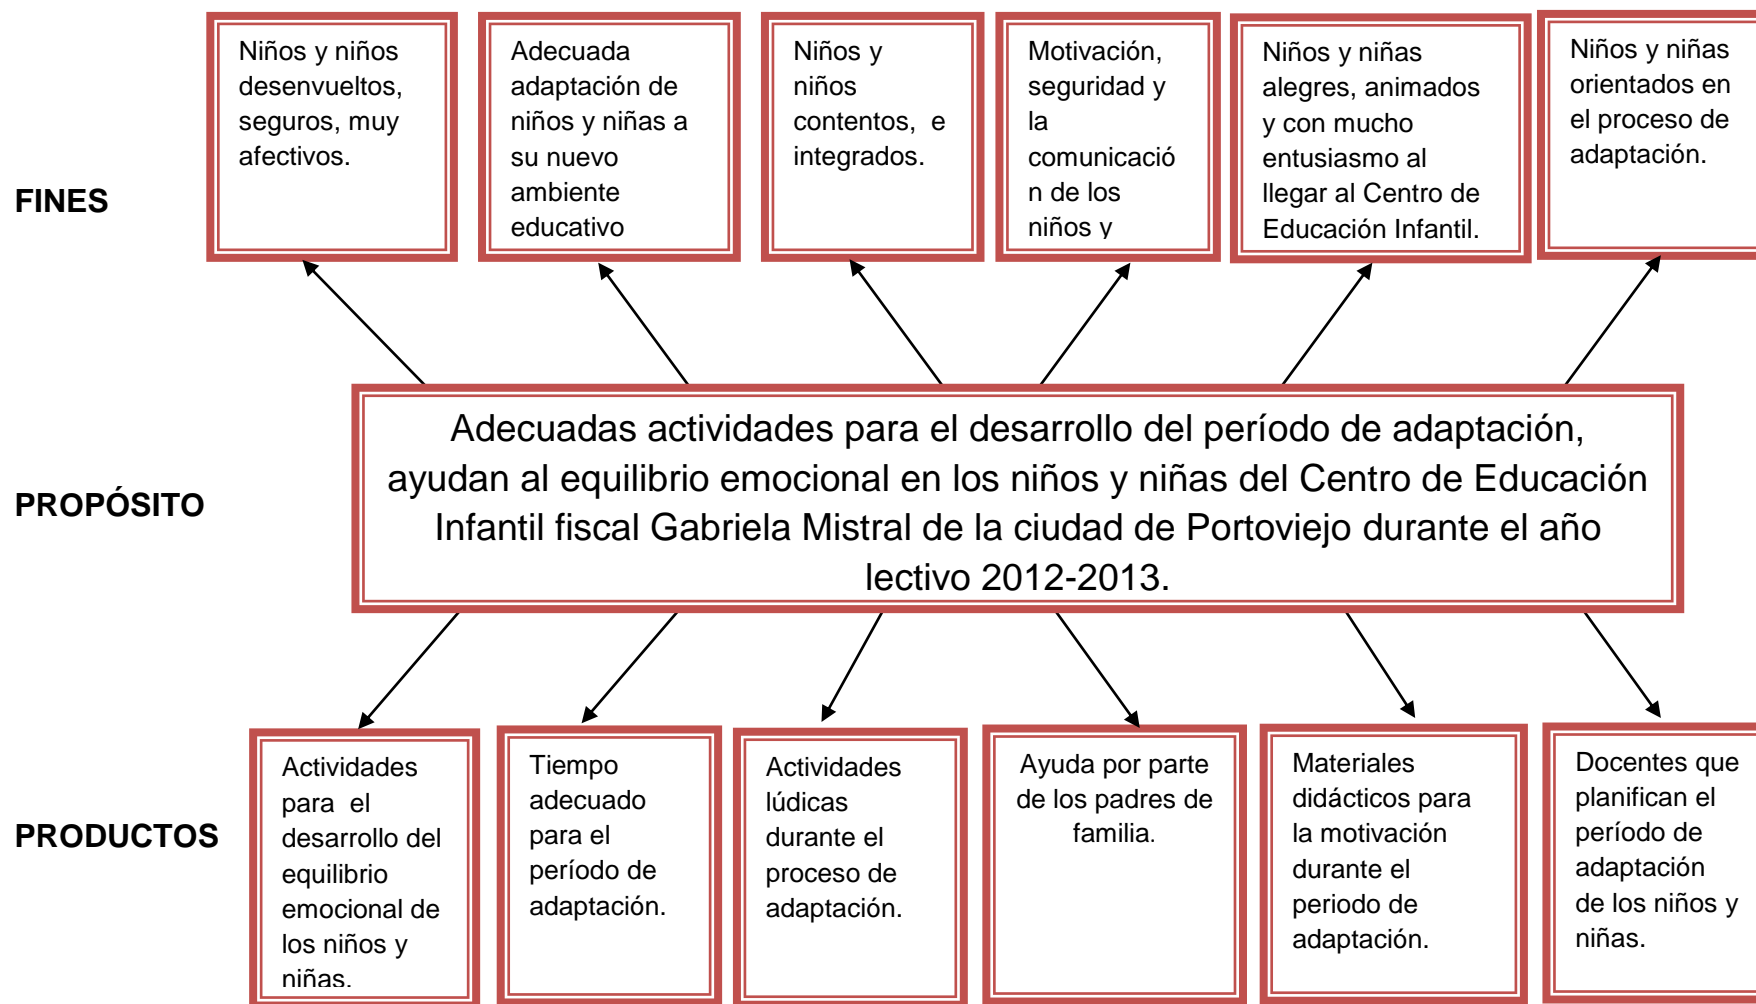 Niños y niños
desenvueltos,
seguros, muy
afectivos.
Adecuada
adaptación de
niños y niñas a
su nuevo
ambiente
educativo
Niños y
niños
contentos, e
integrados.
Motivación,
seguridad y
la
comunicació
n de los
niños y
Niños y niñas
alegres, animados
y con mucho
entusiasmo al
llegar al Centro de
Educación Infantil.
Niños y niñas
orientados en
el proceso de
adaptación.
FINES
PROPÓSITO
Adecuadas actividades para el desarrollo del período de adaptación,
ayudan al equilibrio emocional en los niños y niñas del Centro de Educación
Infantil fiscal Gabriela Mistral de la ciudad de Portoviejo durante el año
lectivo 2012-2013.
PRODUCTOS
Actividades
para el
desarrollo del
equilibrio
emocional de
los niños y
niñas.
Tiempo
adecuado
para el
período de
adaptación.
Actividades
lúdicas
durante el
proceso de
adaptación.
Ayuda por parte
de los padres de
familia.
Materiales
didácticos para
la motivación
durante el
periodo de
adaptación.
Docentes que
planifican el
período de
adaptación
de los niños y
niñas.